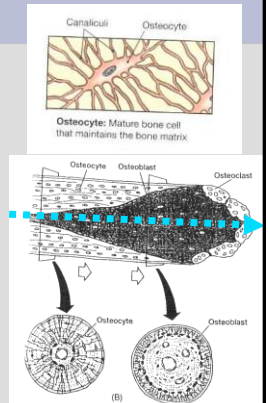 Canaliculi Osteocyte
Osteocyte: Mature bone cell
that maintains the bone matrix
Osteocyte Osteoblast
Osteoclast
Osteocyte
Osteoblast
(B)